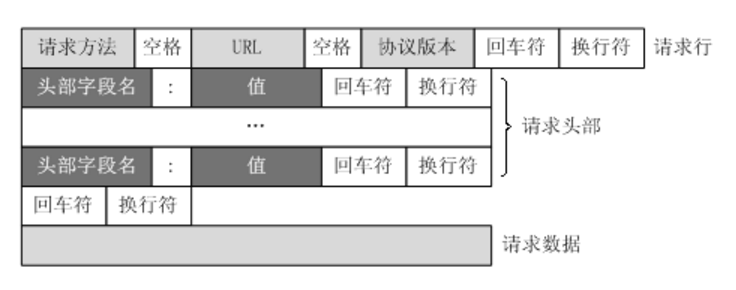 请求方法 空格 URL 空格 协议版本 回车符 换行符 请求行
头部字段名 : 值 回车符 换行符
… 请求头部
头部字段名 : 值 回车符 换行符
回车符 换行符
请求数据